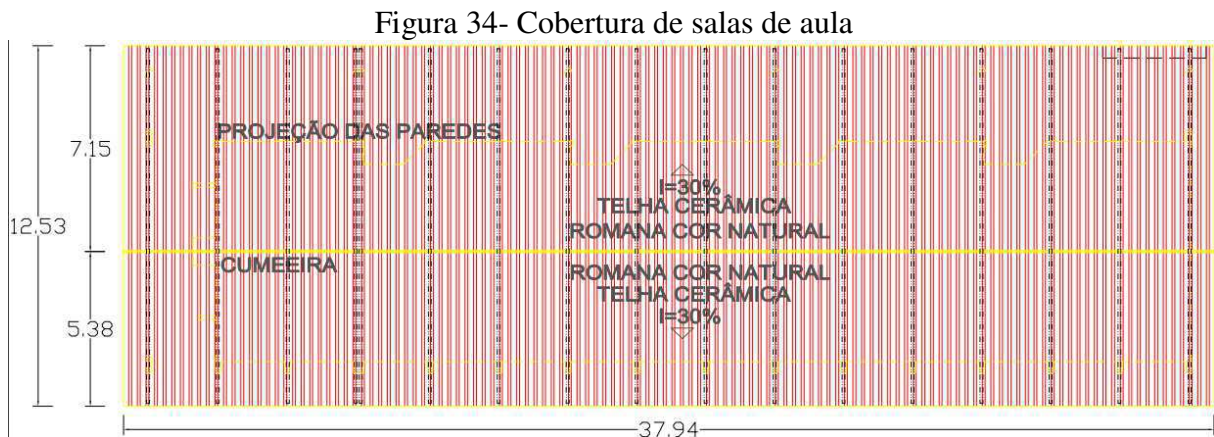 Figura 34- Cobertura de salas de aula
PROJEÇÃO DAS PAREDES
7.15
I=30%
TELHA CERÂMICA
12.53
ROMANA COR NATURAL
CUMEEIRA
ROMANA COR NATURAL
TELHA CERÂMICA
I=30%
5.38
37.94